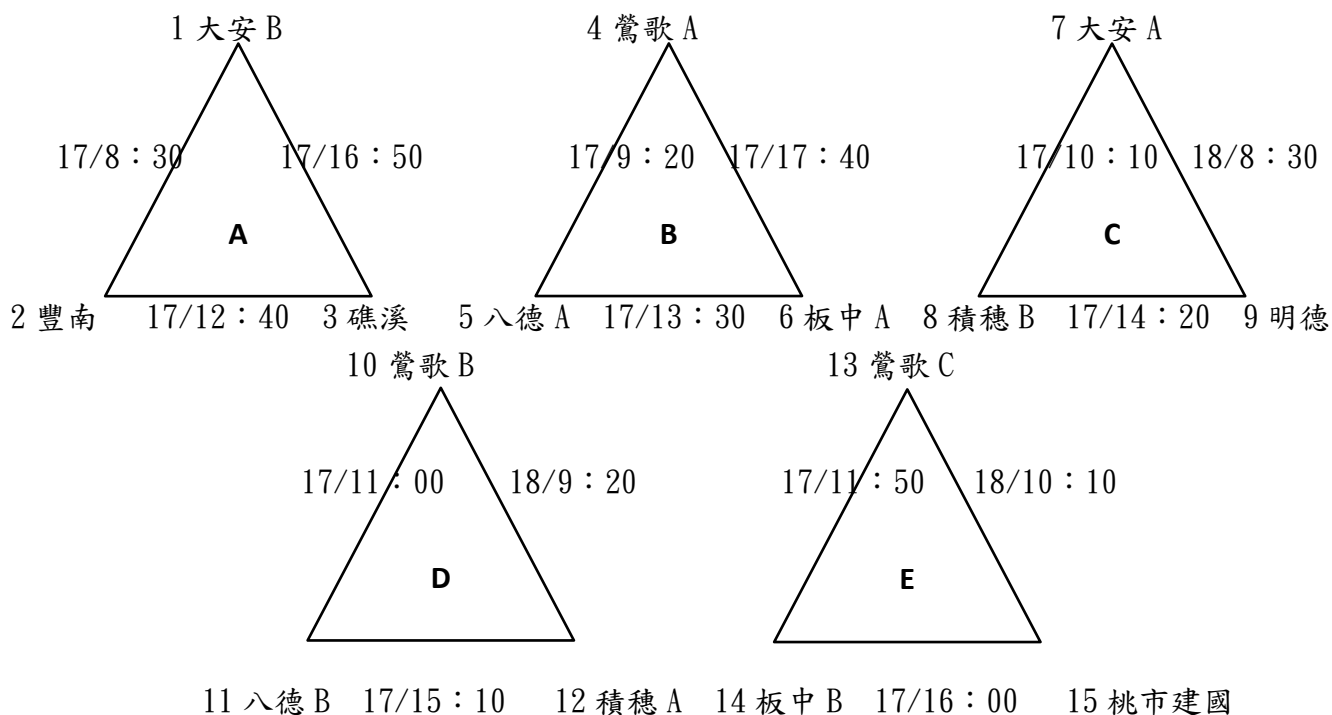 1 大安 B 4 鶯歌 A 7 大安 A
17/8：30 17/16：50 17/9：20 17/17：40 17/10：10 18/8：30
A B C
2 豐南 17/12：40 3 礁溪 5 八德 A 17/13：30 6 板中 A 8 積穗 B 17/14：20 9 明德
10 鶯歌 B 13 鶯歌 C
17/11：00 18/9：20 17/11：50 18/10：10
D E
11 八德 B 17/15：10 12 積穗 A 14 板中 B 17/16：00 15 桃市建國